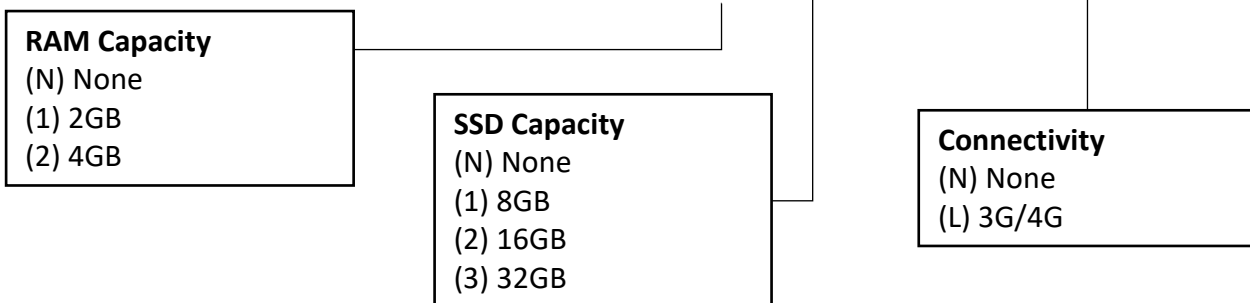 RAM Capacity
(N) None
(1) 2GB
(2) 4GB
SSD Capacity
(N) None
(1) 8GB
(2) 16GB
(3) 32GB
Connectivity
(N) None
(L) 3G/4G